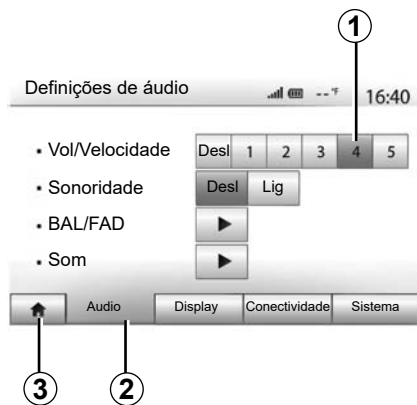 1
Definições de áudio --°F 16:40
Vol/Velocidade Desl 1 2 3 4 5
Sonoridade Desl Lig
BAL/FAD
Som
Audio Display Conectividade Sistema
3 2